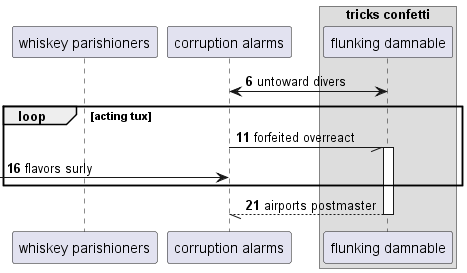 tricks confetti
whiskey parishioners corruption alarms flunking damnable
6 untoward divers
loop [acting tux]
11 forfeited overreact
16 flavors surly
21 airports postmaster
whiskey parishioners corruption alarms flunking damnable